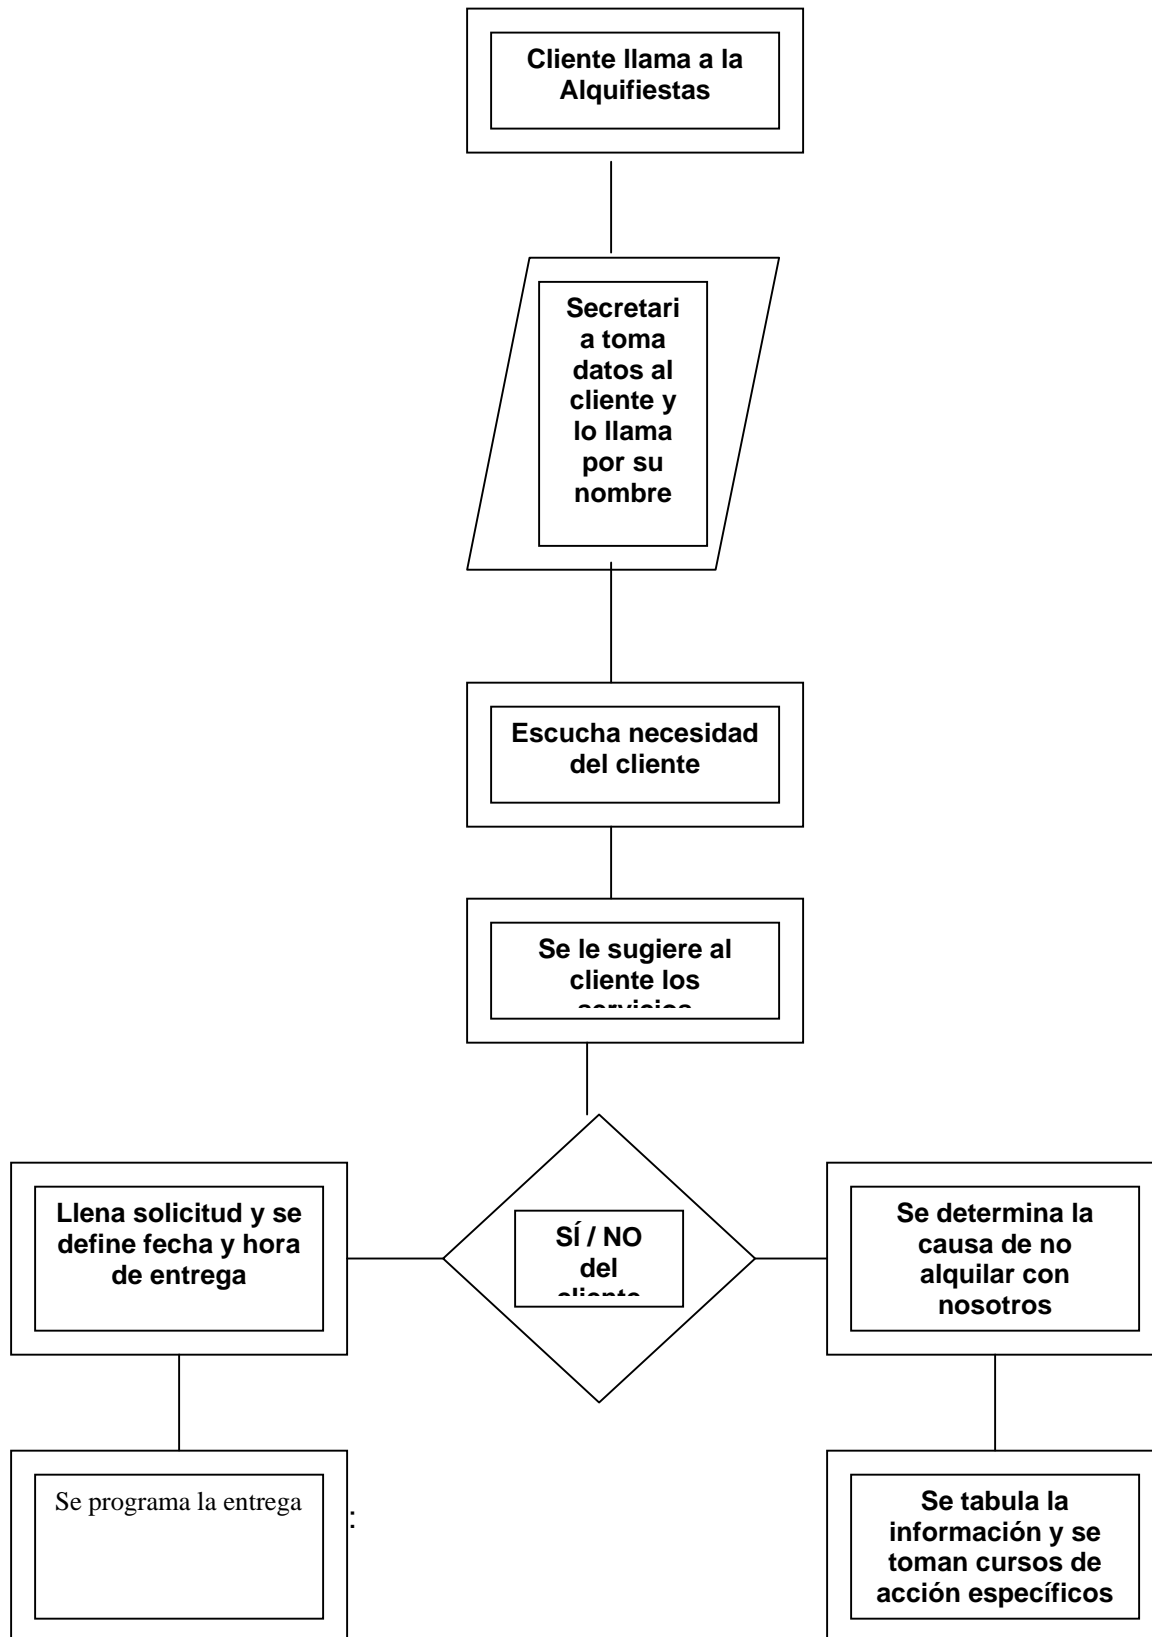 Cliente llama a la
Alquifiestas
Secretari
a toma
datos al
cliente y
lo llama
por su
nombre
Escucha necesidad
del cliente
Se le sugiere al
cliente los
servicios
SÍ / NO
del
cliente
Llena solicitud y se
define fecha y hora
de entrega
Se determina la
causa de no
alquilar con
nosotros
Se programa la entrega
:
Se tabula la
información y se
toman cursos de
acción específicos